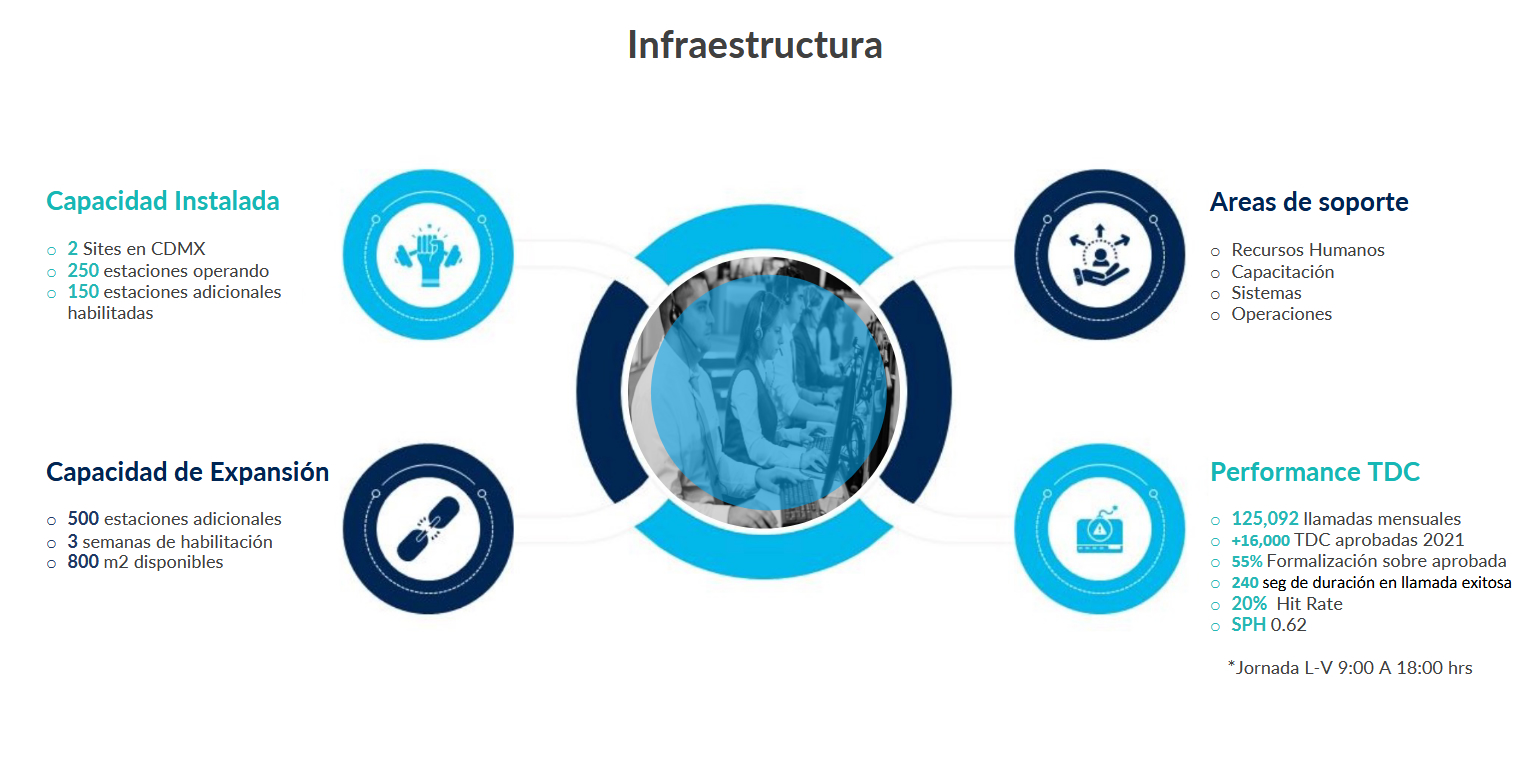 Infraestructura
Capacidad Instalada
○ 2 Sites en CDMX
○ 250 estaciones operando
○ 150 estaciones adicionales
habilitadas
Areas de soporte
○ Recursos Humanos
○ Capacitación
○ Sistemas
○ Operaciones
Capacidad de Expansión
○ 500 estaciones adicionales
○ 3 semanas de habilitación
○ 800 m2 disponibles
Performance TDC
○ 125,092 llamadas mensuales
○ +16,000 TDC aprobadas 2021
○ 55% Formalización sobre aprobada
○ 240 seg de duración en llamada exitosa
○ 20% Hit Rate
○ SPH 0.62
*Jornada L-V 9:00 A 18:00 hrs